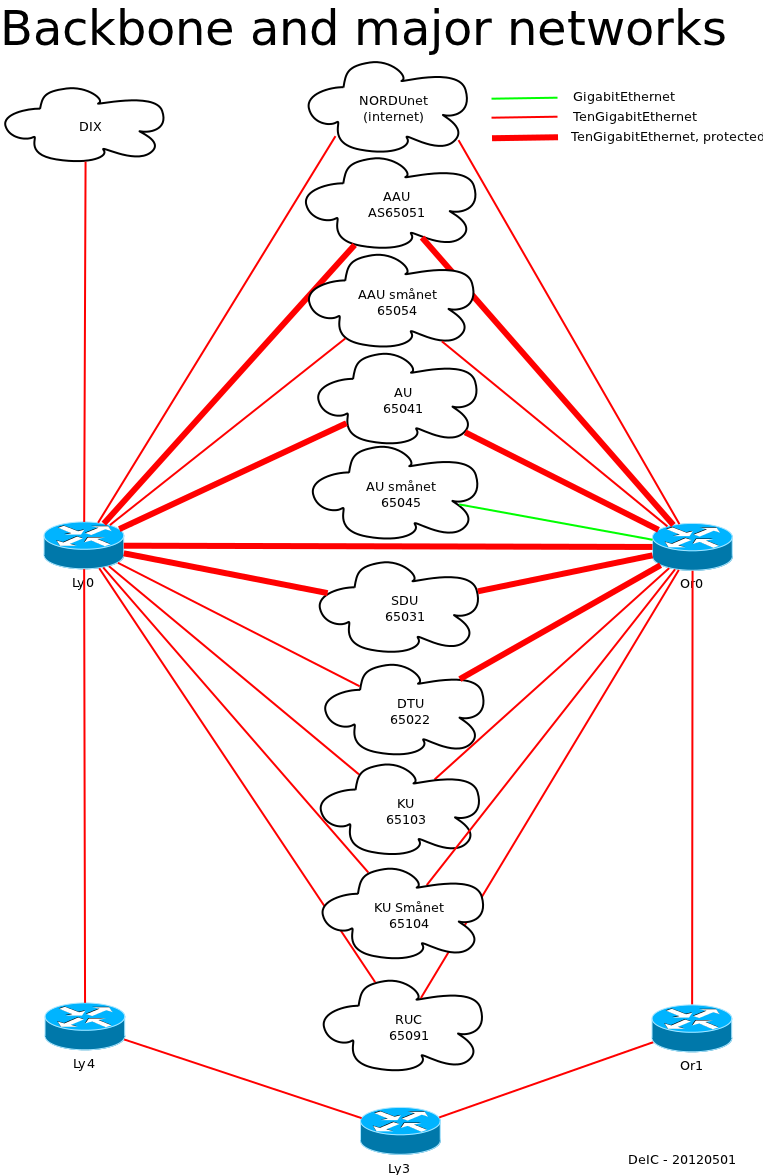 Backbone and major networks
NORDUnet
(internet)
GigabitEthernet
TenGigabitEthernet
TenGigabitEthernet, protected
DIX
AAU
AS65051
AAU smånet
65054
AU
65041
AU smånet
65045
Ly0
Or0
SDU
65031
DTU
65022
KU
65103
KU Smånet
65104
RUC
65091
Ly4
Or1
Ly3
DeIC - 20120501